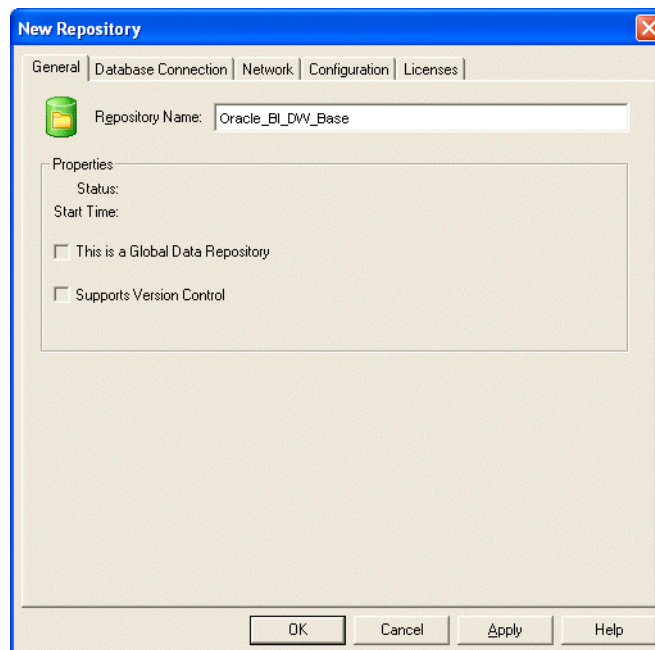 New Repository
General Database Connection Network Configuration Licenses
Repository Name: Oracle_BI_DW_Base
Properties
Status:
Start Time:
This is a Global Data Repository
Supports Version Control
OK Cancel Apply Help